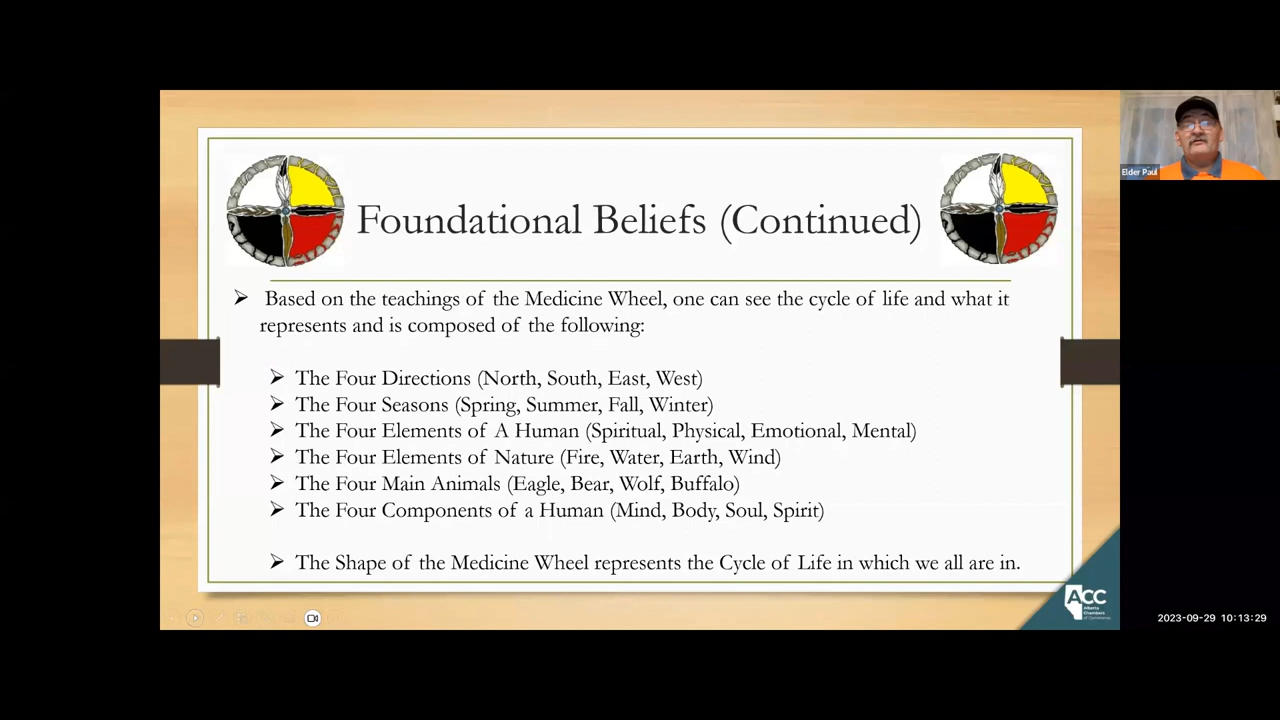 Foundational Beliefs (Continued)
Elder Paul
➢ Based on the teachings of the Medicine Wheel, one can see the cycle of life and what it
represents and is composed of the following:
➢ The Four Directions (North, South, East, West)
➢ The Four Seasons (Spring, Summer, Fall, Winter)
➢ The Four Elements of A Human (Spiritual, Physical, Emotional, Mental)
➢ The Four Elements of Nature (Fire, Water, Earth, Wind)
➢ The Four Main Animals (Eagle, Bear, Wolf, Buffalo)
➢ The Four Components of a Human (Mind, Body, Soul, Spirit)
➢ The Shape of the Medicine Wheel represents the Cycle of Life in which we all are in.
ACC
Alberta
Chambers
of Commerce
2023-09-29 10:13:29